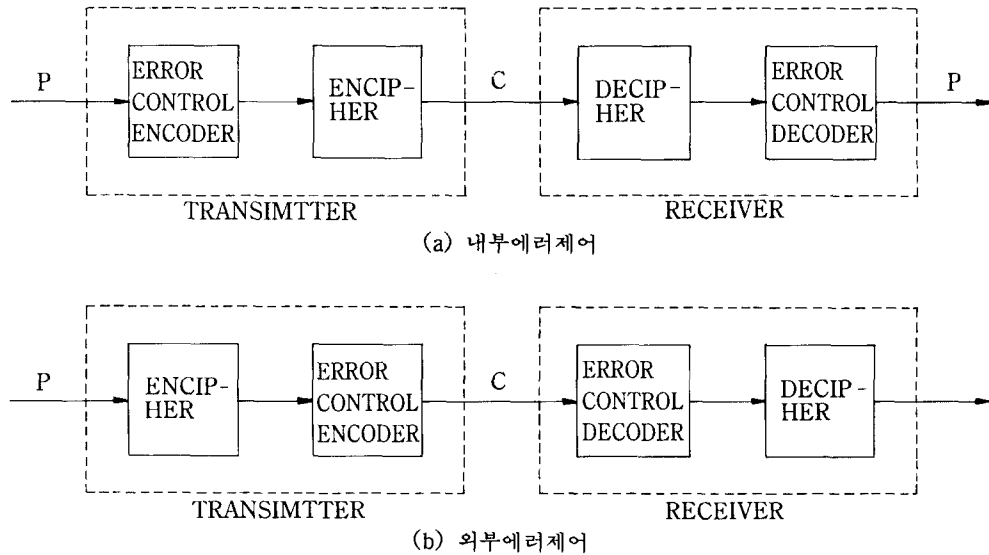 P
ERROR
CONTROL
ENCODER
ENCIP-
HER
C
DECIP-
HER
ERROR
CONTROL
DECODER
P
TRANSIMTTER
RECEIVER
(a) 내부에러제어
P
ENCIP-
HER
ERROR
CONTROL
ENCODER
C
ERROR
CONTROL
DECODER
DECIP-
HER
TRANSIMTTER
RECEIVER
(b) 외부에러제어